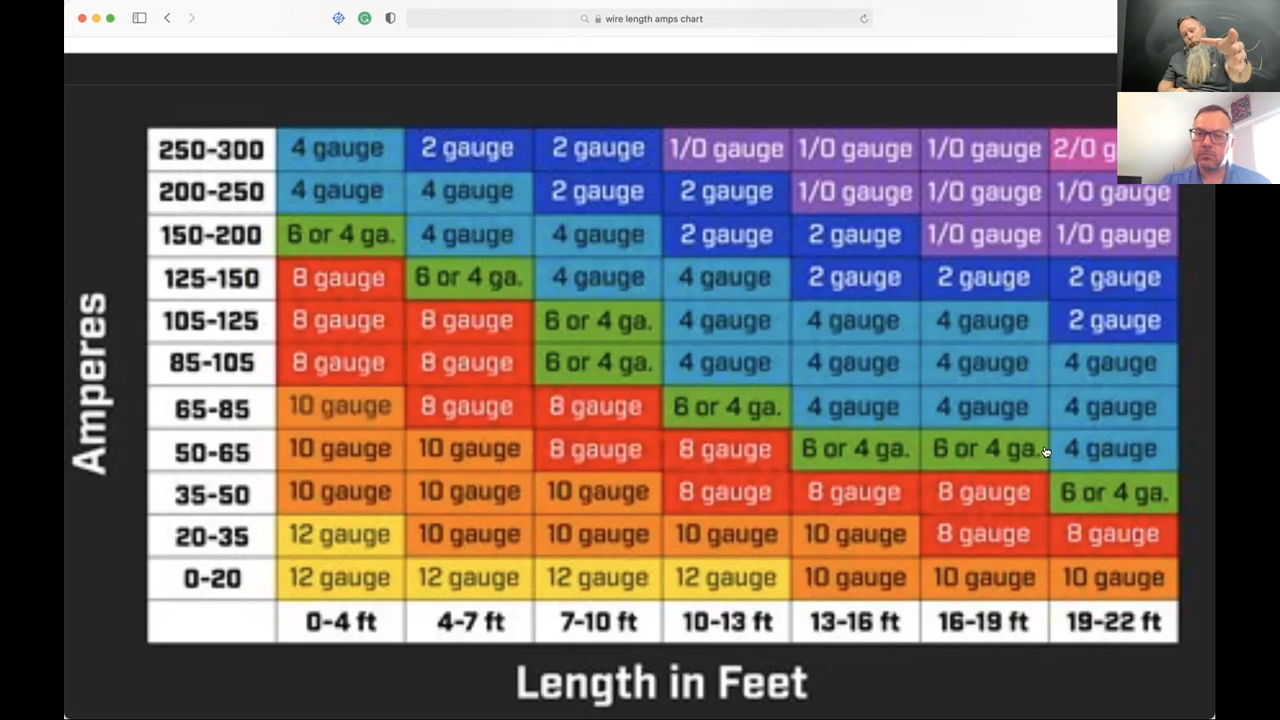 wire length amps chart
250-300 4 gauge 2 gauge 2 gauge 1/0 gauge 1/0 gauge 1/0 gauge 2/0 g
200-250 4 gauge 4 gauge 2 gauge 2 gauge 1/0 gauge 1/0 gauge 1/0 gauge
150-200 6 or 4 ga. 4 gauge 4 gauge 2 gauge 2 gauge 1/0 gauge 1/0 gauge
125-150 8 gauge 6 or 4 ga. 4 gauge 4 gauge 2 gauge 2 gauge 2 gauge
105-125 8 gauge 8 gauge 6 or 4 ga. 4 gauge 4 gauge 4 gauge 2 gauge
85-105 8 gauge 8 gauge 6 or 4 ga. 4 gauge 4 gauge 4 gauge 4 gauge
65-85 10 gauge 8 gauge 8 gauge 6 or 4 ga. 4 gauge 4 gauge 4 gauge
50-65 10 gauge 10 gauge 8 gauge 8 gauge 6 or 4 ga. 6 or 4 ga. 4 gauge
35-50 10 gauge 10 gauge 10 gauge 8 gauge 8 gauge 8 gauge 6 or 4 ga.
20-35 12 gauge 10 gauge 10 gauge 10 gauge 10 gauge 8 gauge 8 gauge
0-20 12 gauge 12 gauge 12 gauge 12 gauge 10 gauge 10 gauge 10 gauge
0-4 ft 4-7 ft 7-10 ft 10-13 ft 13-16 ft 16-19 ft 19-22 ft
Amperes
Length in Feet